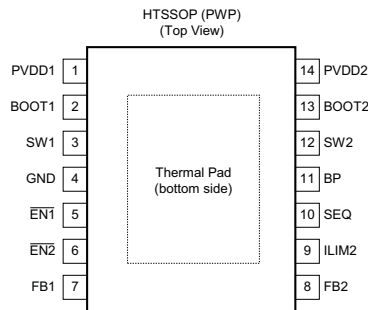 HTSSOP (PWP)
(Top View)
PVDD1 1 14 PVDD2
BOOT1 2 13 BOOT2
SW1 3 12 SW2
Thermal Pad
(bottom side)
GND 4 11 BP
EN1 5 10 SEQ
EN2 6 9 ILIM2
FB1 7 8 FB2